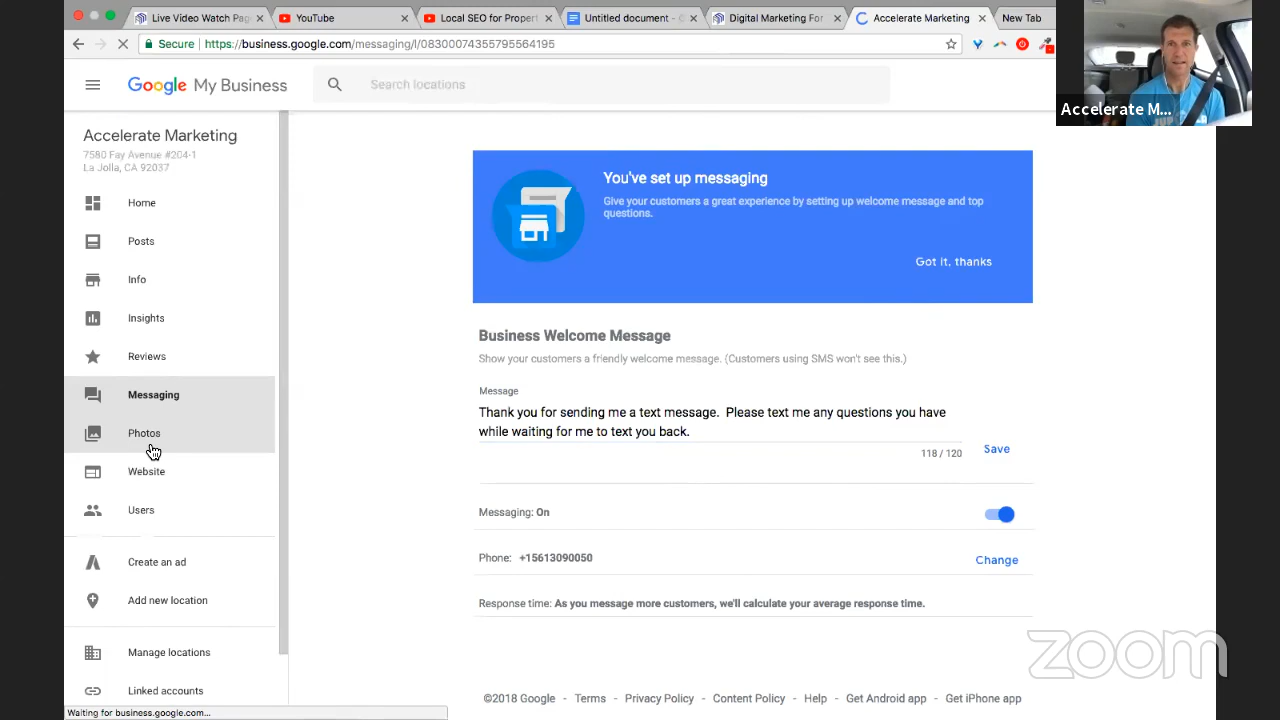 Live Video Watch Pag
YouTube
Local SEO for Propert
Untitled document - G
Digital Marketing For
Accelerate Marketing
New Tab
Secure
https://business.google.com/messaging/l/08300074355795564195
Google My Business
Search locations
Accelerate M...
Accelerate Marketing
7580 Fay Avenue #204-1
La Jolla, CA 92037
Home
Posts
Info
Insights
Reviews
Messaging
Photos
Website
Users
Create an ad
Add new location
Manage locations
Linked accounts
Waiting for business.google.com...
You've set up messaging
Give your customers a great experience by setting up welcome message and top
questions.
Got it, thanks
Business Welcome Message
Show your customers a friendly welcome message. (Customers using SMS won't see this.)
Message
Thank you for sending me a text message. Please text me any questions you have
while waiting for me to text you back.
118 / 120
Save
Messaging: On
Phone: +15613090050
Change
Response time: As you message more customers, we'll calculate your average response time.
©2018 Google - Terms - Privacy Policy - Content Policy - Help - Get Android app - Get iPhone app
zoom